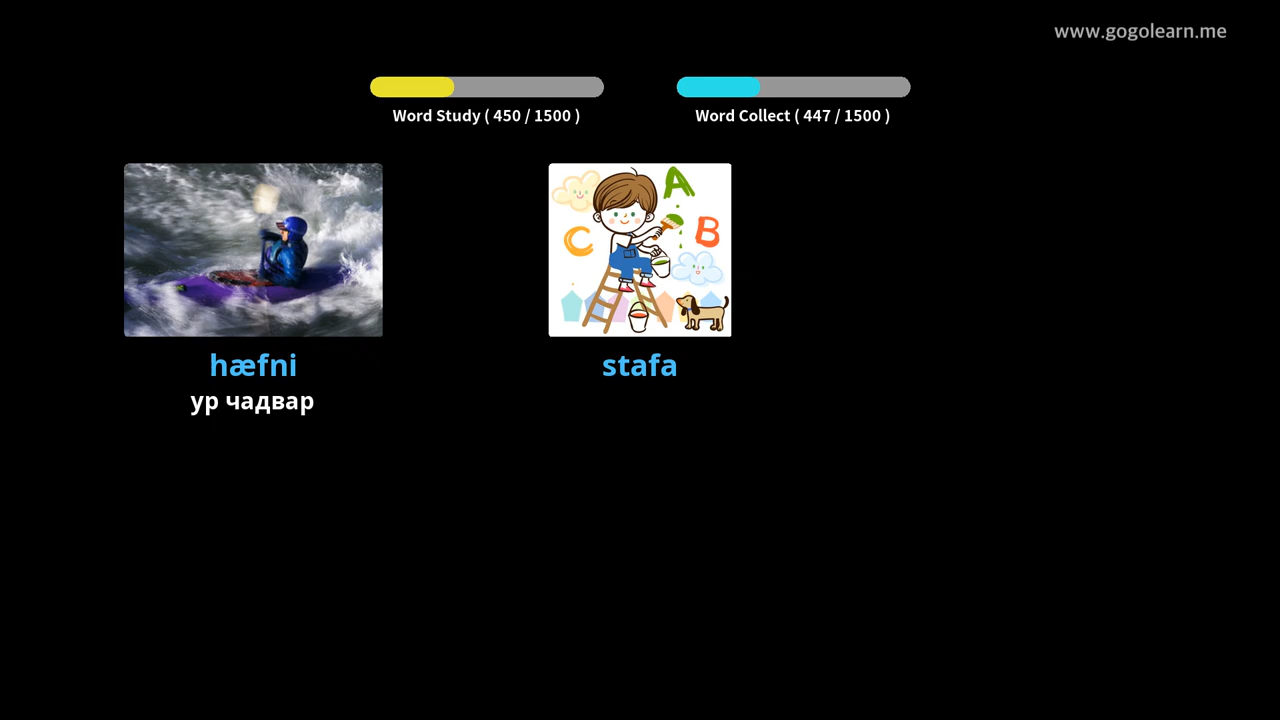 www.gogolearn.me
Word Study ( 450 / 1500 )
Word Collect ( 447 / 1500 )
A
B
C
hæfni
stafa
ур чадвар